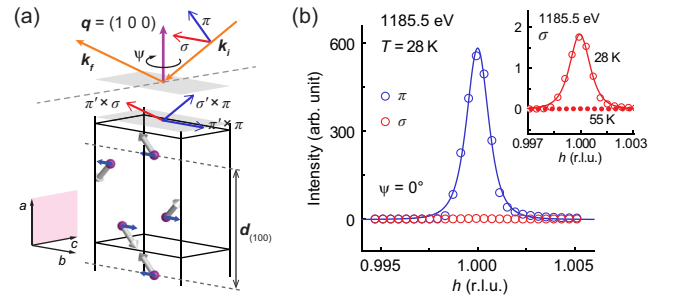 (a)
q = (1 0 0)
π
ψ
σ
k_i
k_f
π′ × σ
σ′ × π
π′ × π
a
c
b
d_(100)
(b)
1185.5 eV
T = 28 K
π
σ
ψ = 0°
Intensity (arb. unit)
600
300
0
0.995
1.000
1.005
h (r.l.u.)
1185.5 eV
σ
28 K
55 K
2
1
0
0.997
1.000
1.003
h (r.l.u.)